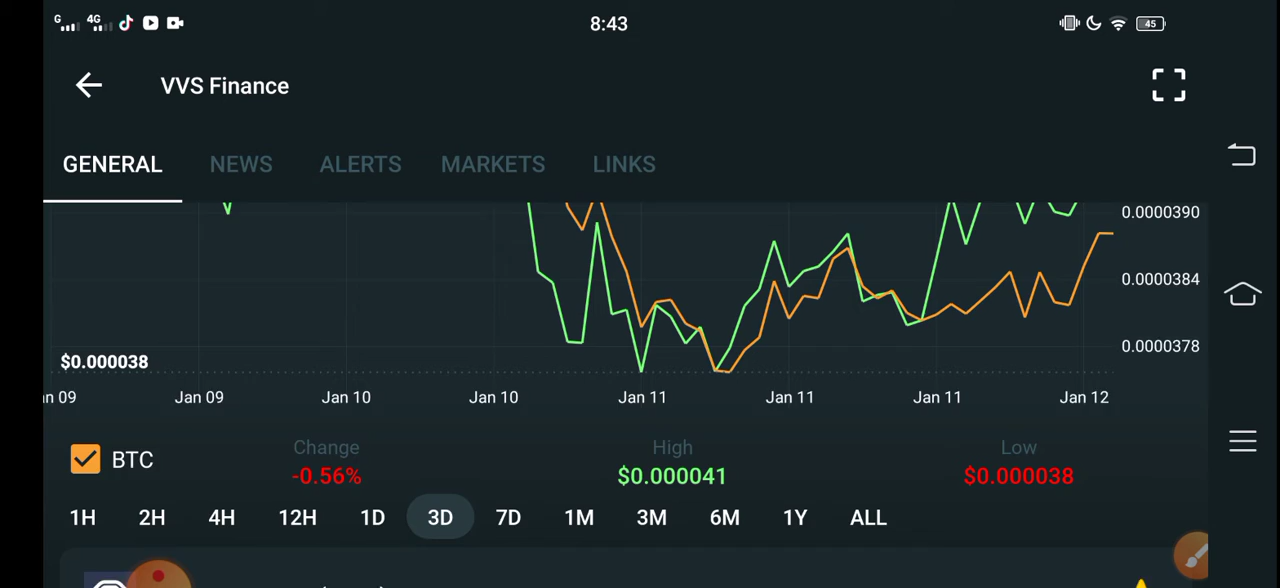 G 4G 8:43 45
VVS Finance
GENERAL NEWS ALERTS MARKETS LINKS
0.0000390
0.0000384
0.0000378
$0.000038
n 09 Jan 09 Jan 10 Jan 10 Jan 11 Jan 11 Jan 11 Jan 12
BTC
Change High Low
-0.56% $0.000041 $0.000038
1H 2H 4H 12H 1D 3D 7D 1M 3M 6M 1Y ALL